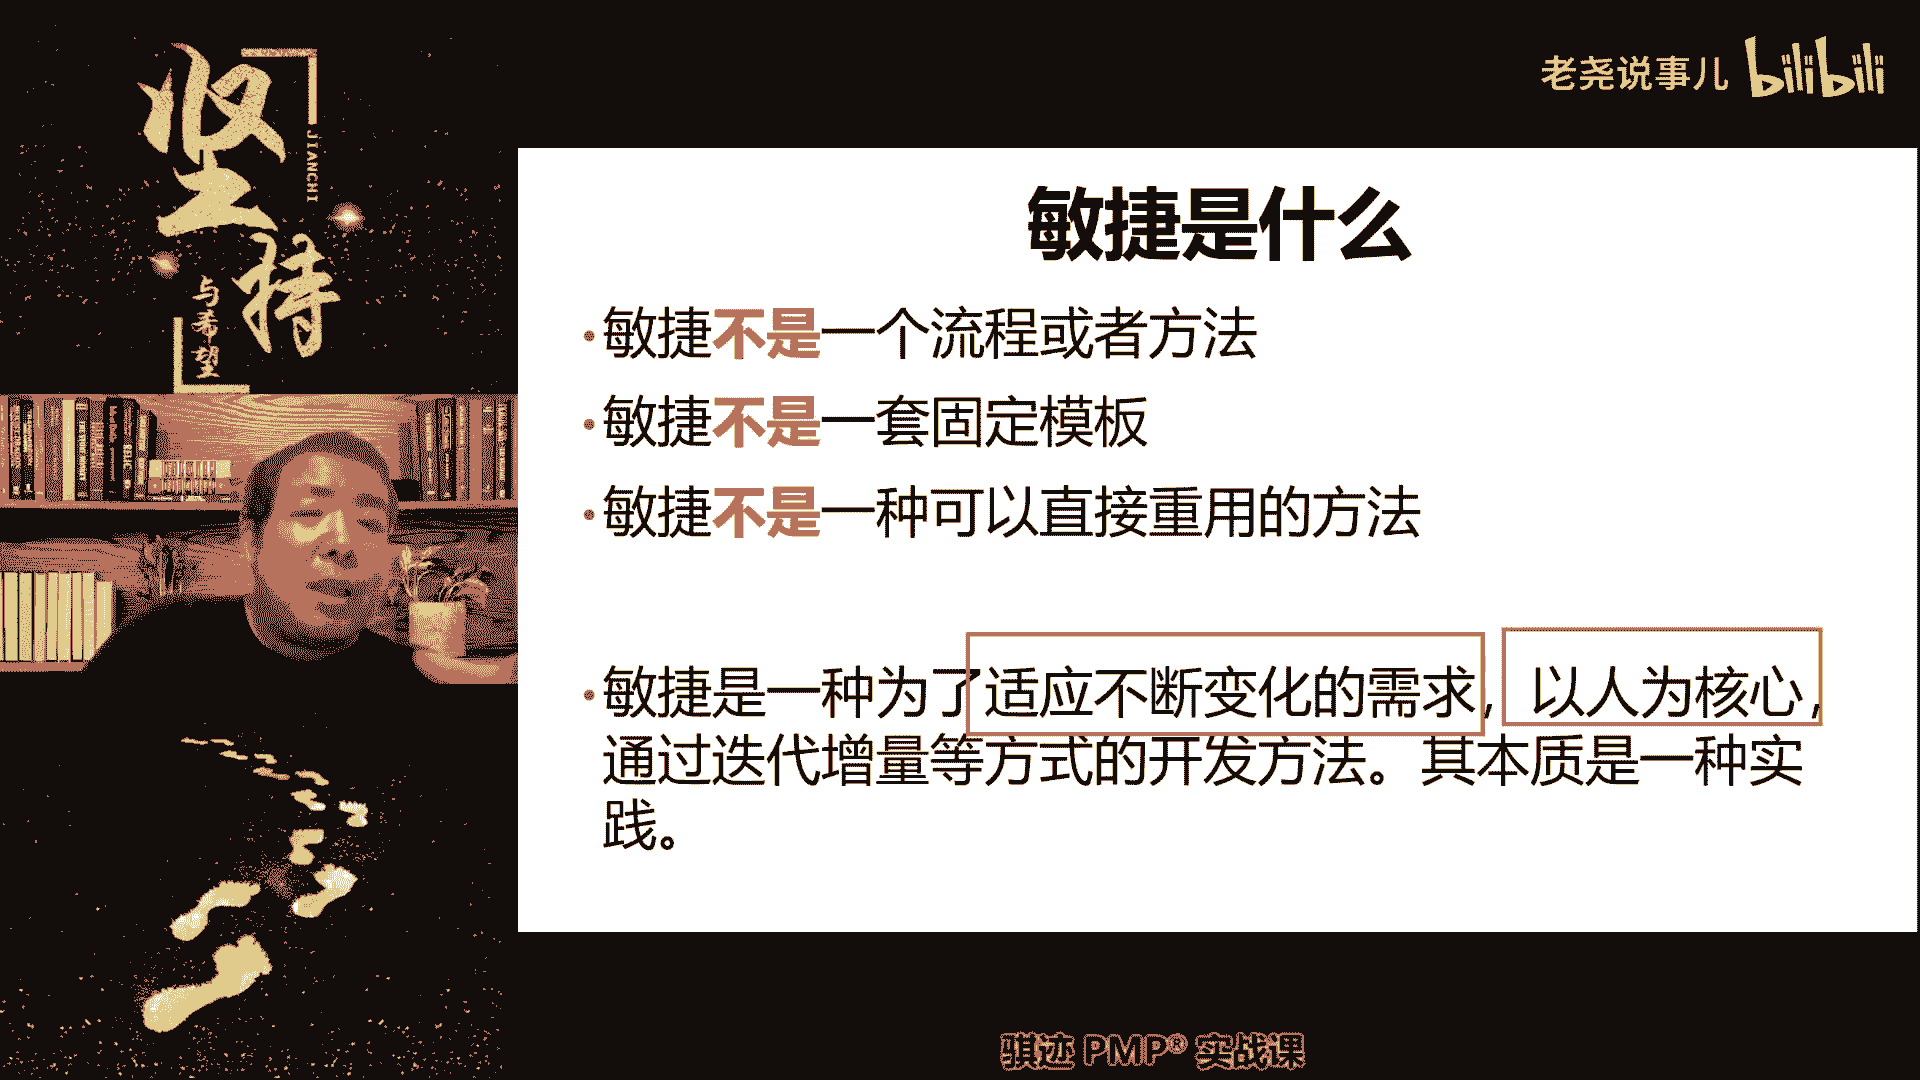 坚持
JIANCHI
与希望
老尧说事儿 bilibili
敏捷是什么
•敏捷不是一个流程或者方法
•敏捷不是一套固定模板
•敏捷不是一种可以直接重用的方法
•敏捷是一种为了适应不断变化的需求，以人为核心，
通过迭代增量等方式的开发方法。其本质是一种实
践。
骐迹 PMP® 实战课